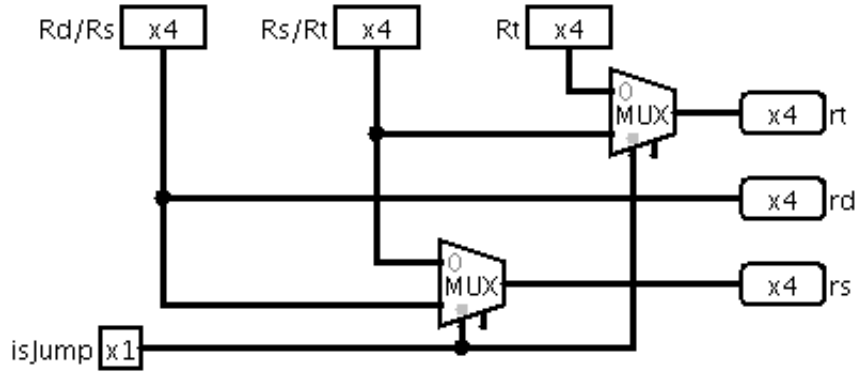 Rd/Rs x4 Rs/Rt x4 Rt x4
0
MUX x4 rt
x4 rd
0
MUX x4 rs
isJump x1